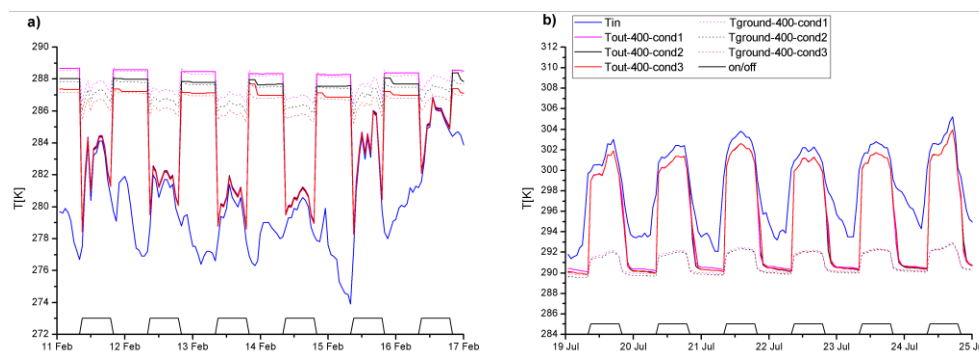 a)
290
288
286
284
282
280
278
276
274
272
T[K]
11 Feb 12 Feb 13 Feb 14 Feb 15 Feb 16 Feb 17 Feb
b)
Tin
Tout-400-cond1
Tout-400-cond2
Tout-400-cond3
Tground-400-cond1
Tground-400-cond2
Tground-400-cond3
on/off
312
310
308
306
304
302
300
298
296
294
292
290
288
286
284
T[K]
19 Jul 20 Jul 21 Jul 22 Jul 23 Jul 24 Jul 25 Jul